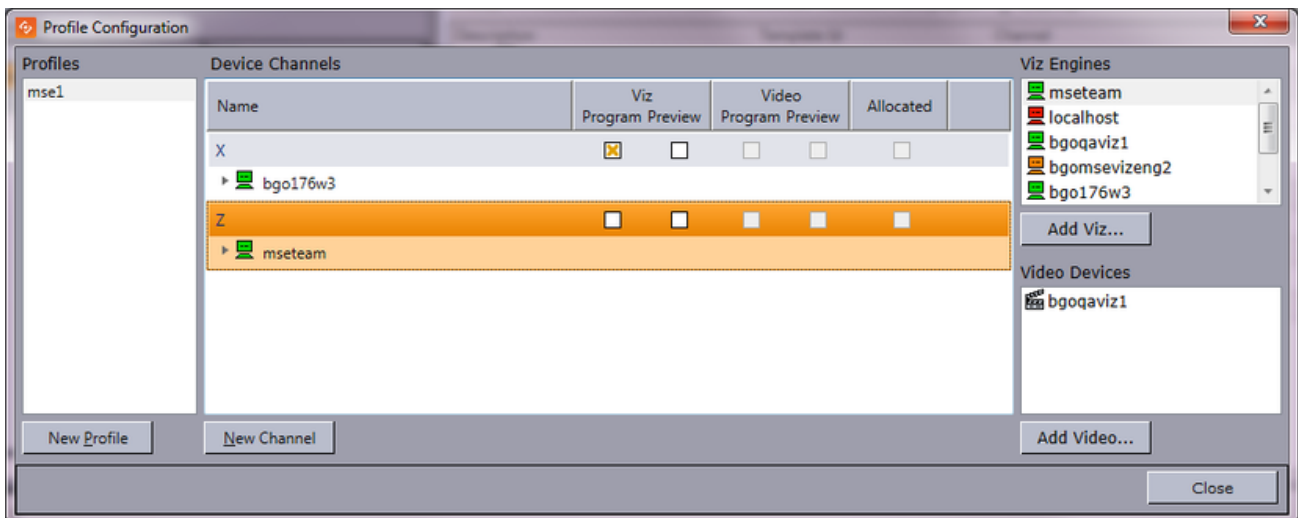 Profile Configuration
Profiles
Device Channels
Viz Engines
mse1
Name
Viz
Program Preview
Video
Program Preview
Allocated
X
bgo176w3
Z
mseteam
mseteam
localhost
bgoqaviz1
bgomsevizeng2
bgo176w3
Add Viz...
Video Devices
bgoqaviz1
New Profile
New Channel
Add Video...
Close